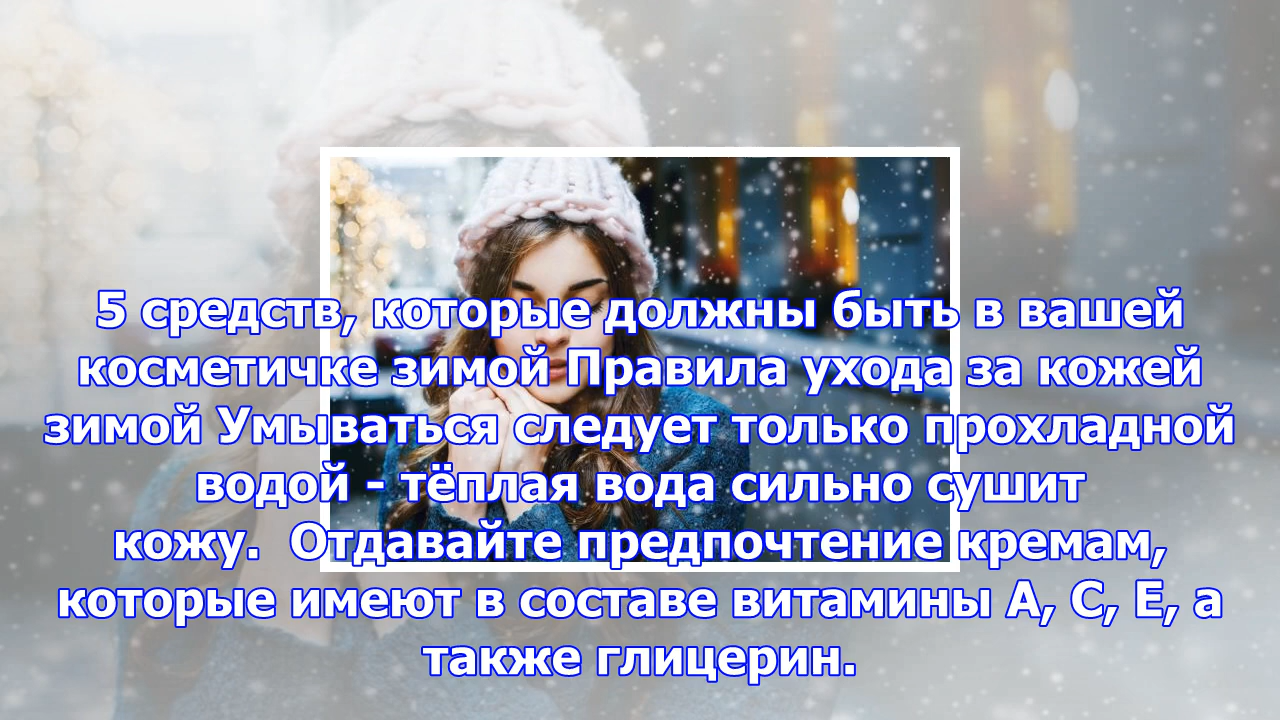 5 средств, которые должны быть в вашей
косметичке зимой Правила ухода за кожей
зимой Умываться следует только прохладной
водой - тёплая вода сильно сушит
кожу.  Отдавайте предпочтение кремам,
которые имеют в составе витамины А, С, Е, а
также глицерин.